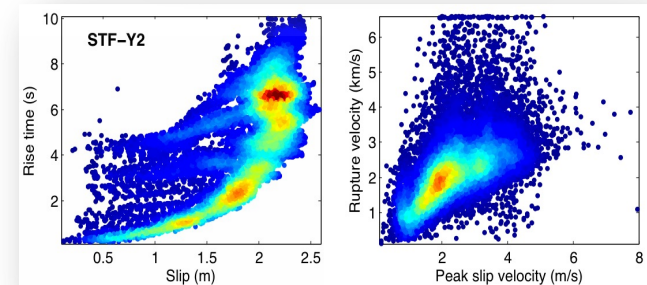 STF-Y2
Rise time (s)
10
8
6
4
2
0.5 1 1.5 2 2.5
Slip (m)
Rupture velocity (km/s)
6
5
4
3
2
1
2 4 6 8
Peak slip velocity (m/s)